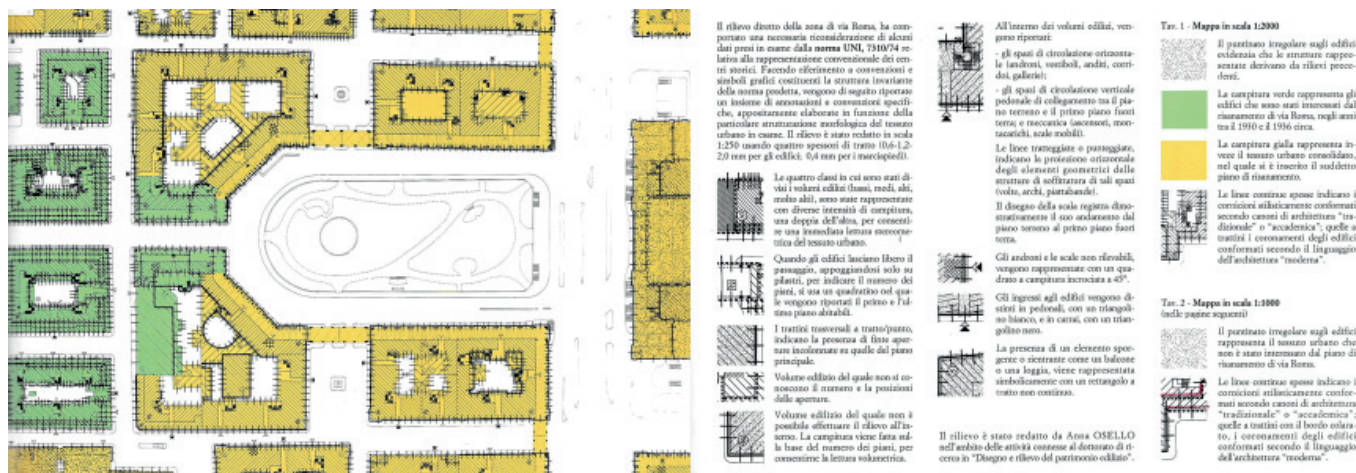 Il rilievo diretto della zona di via Roma, ha com-
portato una necessaria riconsiderazione di alcuni
dati presi in esame dalla norma UNI, 7310/74 re-
lativa alla rappresentazione convenzionale dei cen-
tri storici. Facendo riferimento a convenzioni e
simboli grafici costituenti la struttura invariante
della norma predetta, vengono di seguito riportate
un insieme di annotazioni e convenzioni specifi-
che, appositamente elaborate in funzione della
particolare strutturazione morfologica del tessuto
urbano in esame. Il rilievo è stato redatto in scala
1:250 usando quattro spessori di tratto (0,6-1,2-
2,0 mm per gli edifici; 0,4 mm per i marciapiedi).
Le quattro classi in cui sono stati di-
visi i volumi edilizi (bassi, medi, alti,
molto alti), sono state rappresentate
con diverse intensità di campitura,
una doppia dell'altra, per consenti-
re una immediata lettura stereome-
trica del tessuto urbano.
Quando gli edifici lasciano libero il
passaggio, appoggiandosi solo su
pilastri, per indicare il numero dei
piani, si usa un quadratino nel qua-
le vengono riportati il primo e l'ul-
timo piano abitabili.
I trattini trasversali a tratto/punto,
indicano la presenza di finte aper-
ture incolonnate su quelle del piano
principale.
Volume edilizio del quale non si co-
noscono il numero e la posizioni
delle aperture.
Volume edilizio del quale non è
possibile effettuare il rilievo all'in-
terno. La campitura viene fatta sul-
la base del numero dei piani, per
consentirne la lettura volumetrica.
All'interno dei volumi edilizi, ven-
gono riportati:
- gli spazi di circolazione orizzonta-
le (androni, vestiboli, anditi, corri-
doi, gallerie);
- gli spazi di circolazione verticale
pedonale di collegamento tra il pia-
no terreno e il primo piano fuori
terra; e meccanica (ascensori, mon-
tacarichi, scale mobili).
Le linee tratteggiate o punteggiate,
indicano la proiezione orizzontale
degli elementi geometrici delle
strutture di soffittatura di tali spazi
(volte, archi, piattabande).
Il disegno della scala registra dimo-
strativamente il suo andamento dal
piano terreno al primo piano fuori
terra.
Gli androni e le scale non rilevabili,
vengono rappresentate con un qua-
drato a campitura incrociata a 45°.
Gli ingressi agli edifici vengono di-
stinti in pedonali, con un triangoli-
no bianco, e in carrai, con un trian-
golino nero.
La presenza di un elemento spor-
gente o rientrante come un balcone
o una loggia, viene rappresentata
simbolicamente con un rettangolo a
tratto non continuo.
Il rilievo è stato redatto da Anna OSELLO
nell'ambito delle attività connesse al dottorato di ri-
cerca in "Disegno e rilievo del patrimonio edilizio".
Tav. 1 - Mappa in scala 1:2000
Il puntinato irregolare sugli edifici
evidenzia che le strutture rappre-
sentate derivano da rilievi prece-
denti.
La campitura verde rappresenta gli
edifici che sono stati interessati dal
risanamento di via Roma, negli anni
tra il 1930 e il 1936 circa.
La campitura gialla rappresenta in-
vece il tessuto urbano consolidato,
nel quale si è inserito il suddetto
piano di risanamento.
Le linee continue spesse indicano i
cornicioni stilisticamente conformati
secondo canoni di architettura "tra-
dizionale" o "accademica"; quelle a
trattini i coronamenti degli edifici
conformati secondo il linguaggio
dell'architettura "moderna".
Tav. 2 - Mappa in scala 1:1000
(nelle pagine seguenti)
Il puntinato irregolare sugli edifici
rappresenta il tessuto urbano che
non è stato interessato dal piano di
risanamento di via Roma.
Le linee continue spesse indicano i
cornicioni stilisticamente confor-
mati secondo canoni di architettura
"tradizionale" o "accademica";
quelle a trattini con il bordo colora-
to, i coronamenti degli edifici
conformati secondo il linguaggio
dell'architettura "moderna".